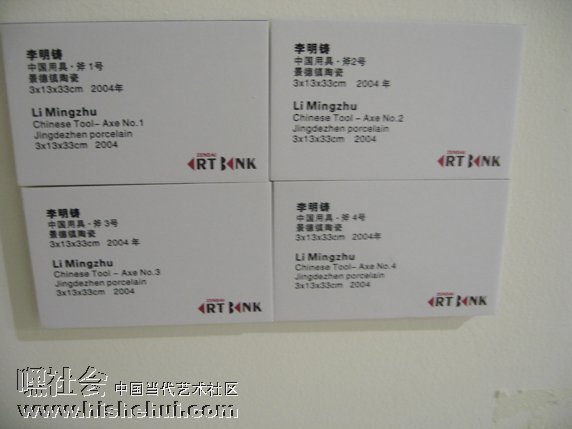 李明铸
中国用具・斧 1号
景德镇陶瓷
3x13x33cm 2004年
Li Mingzhu
Chinese Tool- Axe No.1
Jingdezhen porcelain
3x13x33cm 2004
ZENDAI
ART BANK
李明铸
中国用具・斧2号
景德镇陶瓷
3x13x33cm 2004 年
Li Mingzhu
Chinese Tool- Axe No.2
Jingdezhen porcelain
3x13x33cm 2004
ZENDAI
ART BANK
李明铸
中国用具・斧 3号
景德镇陶瓷
3x13x33cm 2004 年
Li Mingzhu
Chinese Tool - Axe No.3
Jingdezhen porcelain
3x13x33cm 2004
ZENDAI
ART BANK
李明铸
中国用具・斧 4号
景德镇陶瓷
3x13x33cm 2004 年
Li Mingzhu
Chinese Tool- Axe No.4
Jingdezhen porcelain
3x13x33cm 2004
ZENDAI
ART BANK
嘿社会 中国当代艺术社区
www.hishehui.com